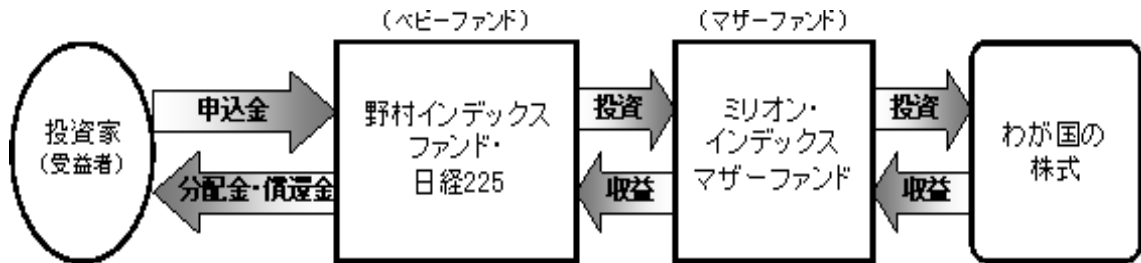 （ベビーファンド）
（マザーファンド）
投資家
（受益者）
申込金
分配金・償還金
野村インデックス
ファンド・
日経225
投資
収益
ミリオン・
インデックス
マザーファンド
投資
収益
わが国の
株式